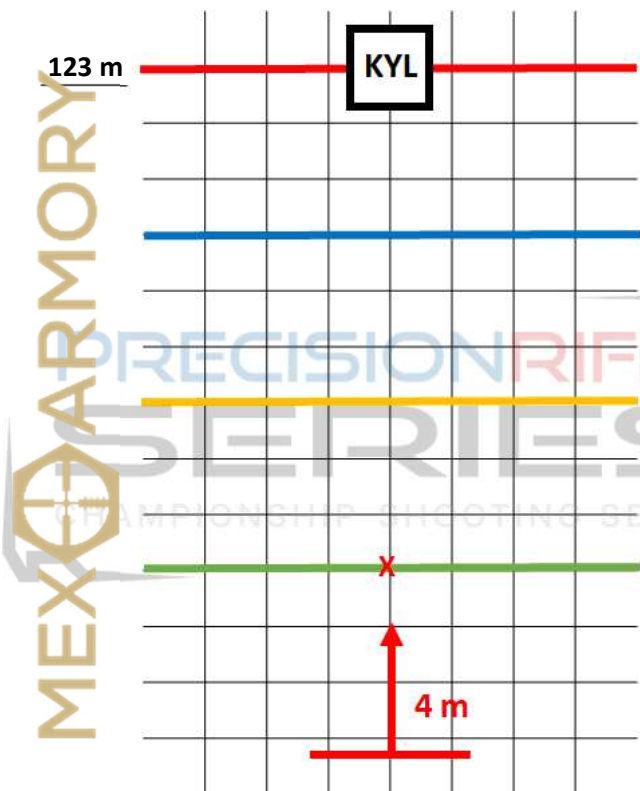 123 m
KYL
MEX ARMORY
PRECISIONRIF
SERIES
CHAMPIONSHIP SHOOTING SE
X
4 m